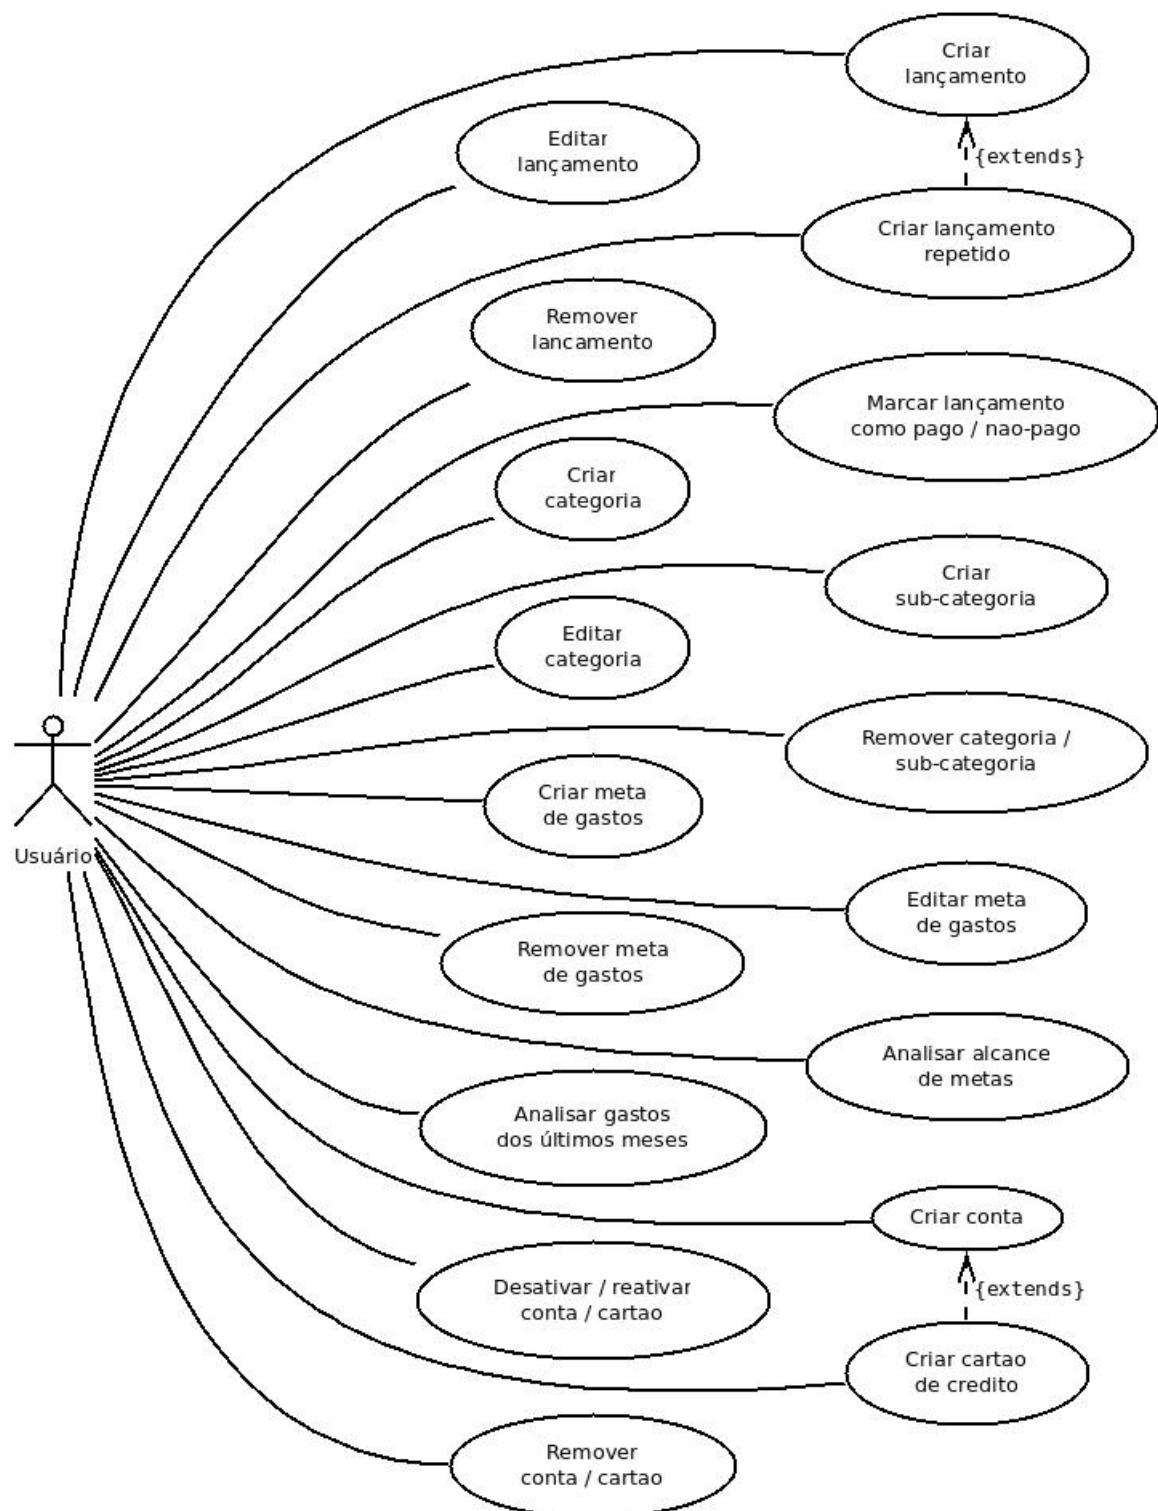 Criar
lançamento
Editar
lançamento
{extends}
Criar lançamento
repetido
Remover
lancamento
Marcar lançamento
como pago / nao-pago
Criar
categoria
Criar
sub-categoria
Editar
categoria
Remover categoria /
sub-categoria
Criar meta
de gastos
Usuário
Editar meta
de gastos
Remover meta
de gastos
Analisar alcance
de metas
Analisar gastos
dos últimos meses
Criar conta
Desativar / reativar
conta / cartao
{extends}
Criar cartao
de credito
Remover
conta / cartao